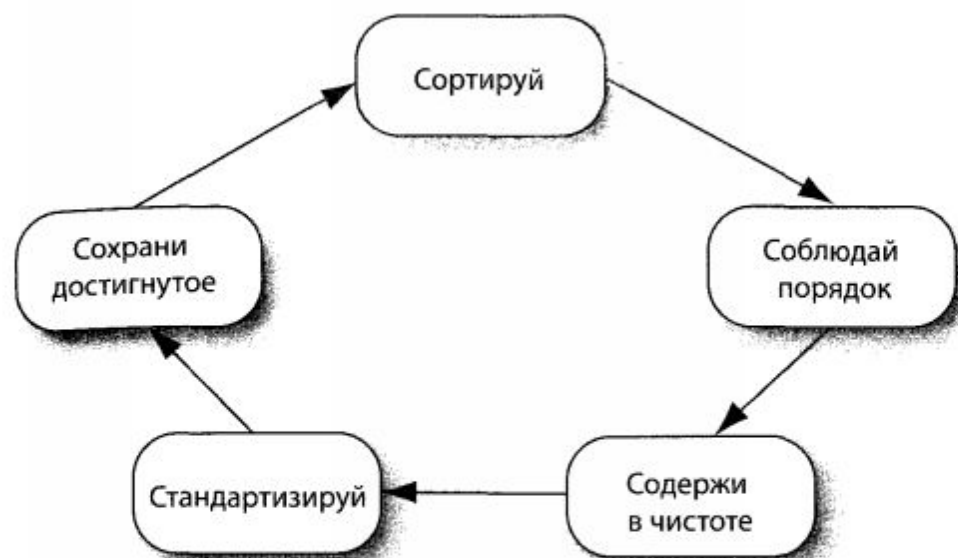 Сортируй
Соблюдай
порядок
Содержи
в чистоте
Стандартизируй
Сохрани
достигнутое